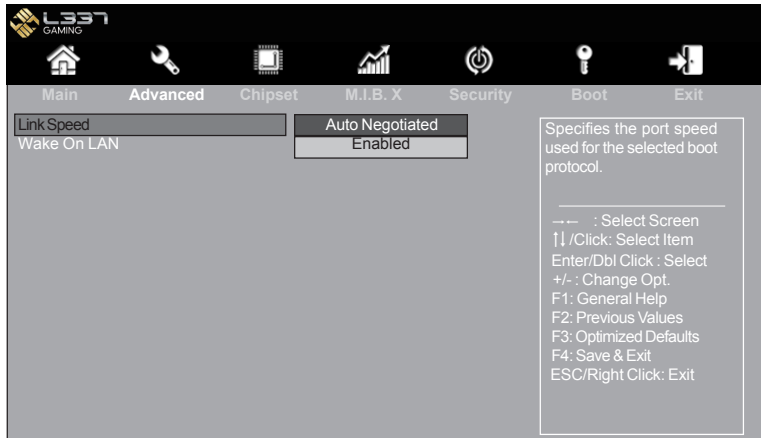 L337
GAMING
Main Advanced Chipset M.I.B. X Security Boot Exit
Link Speed Auto Negotiated
Wake On LAN Enabled
Specifies the port speed
used for the selected boot
protocol.
→← : Select Screen
↑↓/Click: Select Item
Enter/Dbl Click : Select
+/- : Change Opt.
F1: General Help
F2: Previous Values
F3: Optimized Defaults
F4: Save & Exit
ESC/Right Click: Exit